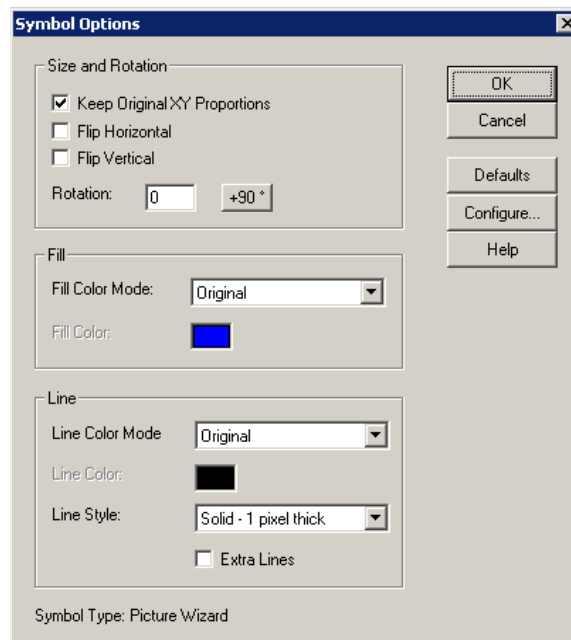 Symbol Options
Size and Rotation
Keep Original XY Proportions
Flip Horizontal
Flip Vertical
Rotation: 0 +90 °
OK
Cancel
Defaults
Configure...
Help
Fill
Fill Color Mode: Original
Fill Color:
Line
Line Color Mode Original
Line Color:
Line Style: Solid - 1 pixel thick
Extra Lines
Symbol Type: Picture Wizard